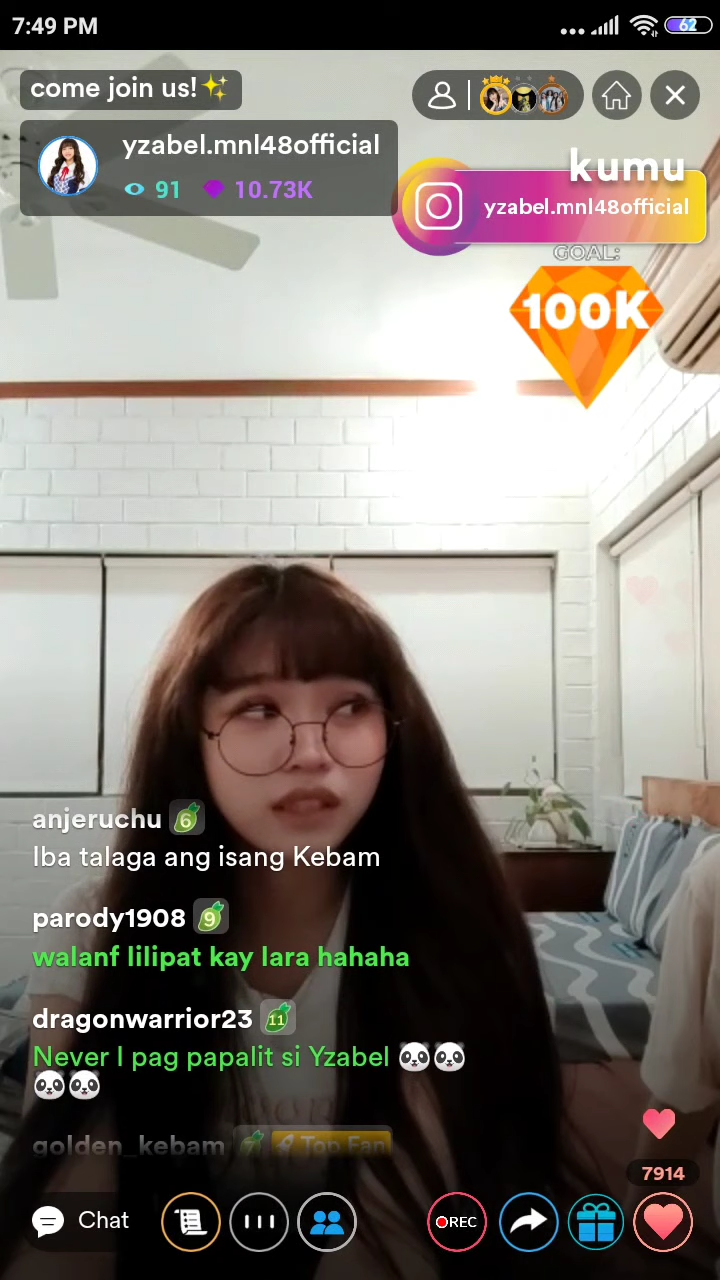 7:49 PM
62
come join us!✨
yzabel.mnl48official
91 10.73K
kumu
yzabel.mnl48official
GOAL:
100K
anjeruchu 6
Iba talaga ang isang Kebam
parody1908 9
walanf lilipat kay lara hahaha
dragonwarrior23 11
Never I pag papalit si Yzabel 🐼🐼
🐼🐼
golden_kebam 7 Top Fan
7914
Chat
REC